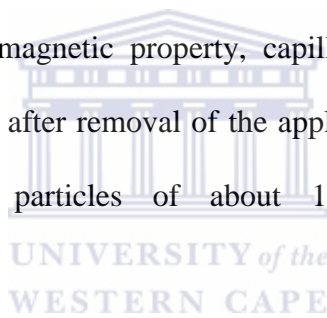 magnetic property, capill
after removal of the appl
particles of about 1
UNIVERSITY of the
WESTERN CAPE